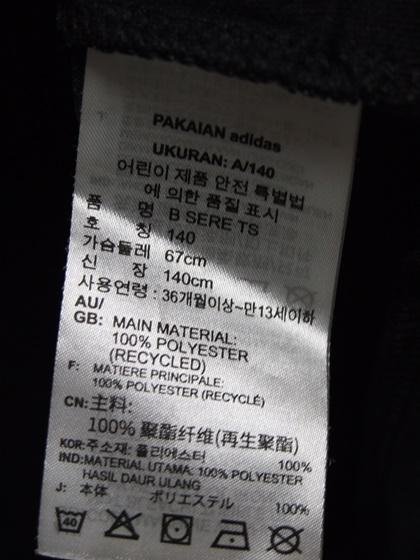 PAKAIAN adidas
UKURAN: A/140
어린이 제품 안전 특별법
에 의한 품질 표시
품 명 B SERE TS
호 칭 140
가슴둘레 67cm
신 장 140cm
사용연령 : 36개월이상~만13세이하
AU/
GB: MAIN MATERIAL:
100% POLYESTER
(RECYCLED)
F: MATIERE PRINCIPALE:
100% POLYESTER (RECYCLÉ)
CN: 主料:
100% 聚酯纤维(再生聚酯)
KOR: 주소재: 폴리에스터 100%
IND: MATERIAL UTAMA: 100% POLYESTER
HASIL DAUR ULANG
J: 本体 ポリエステル 100%
40